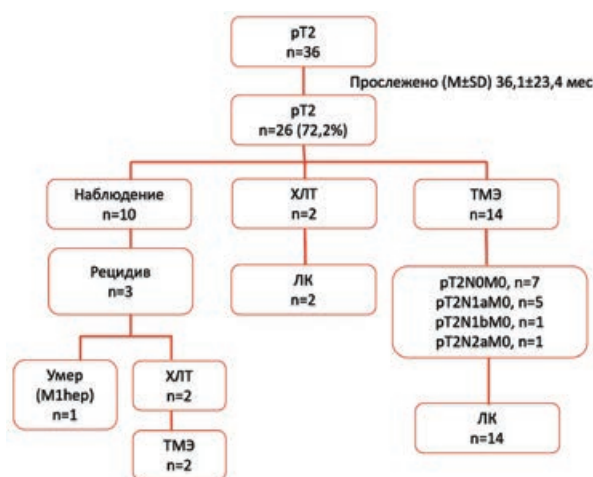 pT2
n=36
Прослежено (M±SD) 36,1±23,4 мес
pT2
n=26 (72,2%)
Наблюдение
n=10
ХЛТ
n=2
ТМЭ
n=14
Рецидив
n=3
ЛК
n=2
pT2N0M0, n=7
pT2N1aM0, n=5
pT2N1bM0, n=1
pT2N2aM0, n=1
Умер
(M1hep)
n=1
ХЛТ
n=2
ЛК
n=14
ТМЭ
n=2